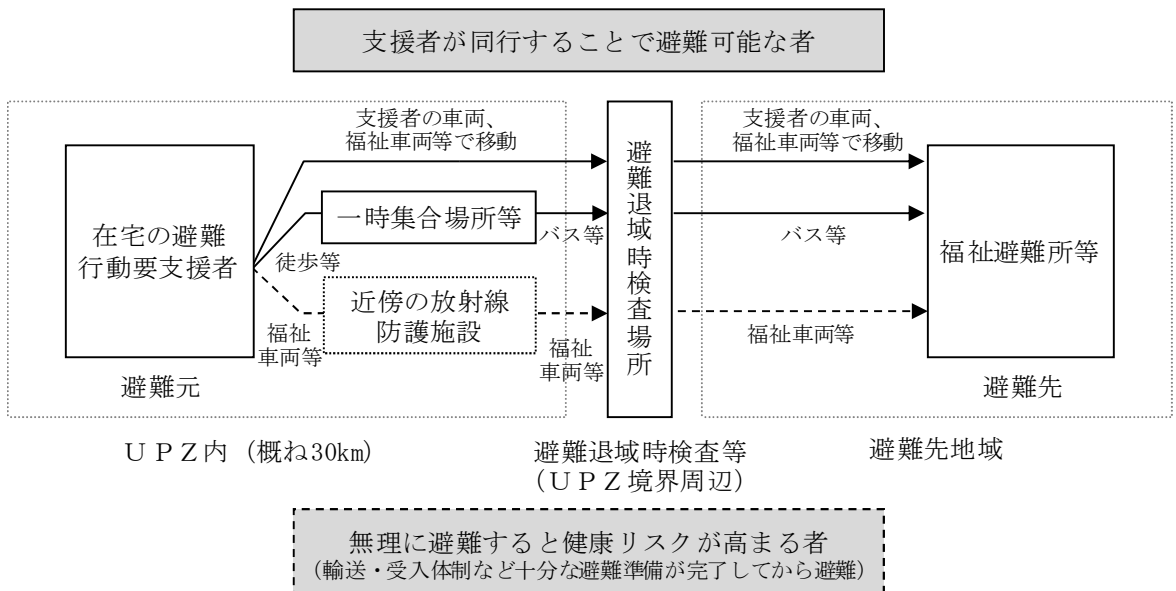 支援者が同行することで避難可能な者
支援者の車両、
福祉車両等で移動
支援者の車両、
福祉車両等で移動
在宅の避難
行動要支援者
一時集合場所等
バス等
徒歩等
近傍の放射線
防護施設
福祉
車両等
福祉
車両等
避難元
避難退域時検査場所
バス等
福祉車両等
福祉避難所等
避難先
UPZ内（概ね30km）
避難退域時検査等
（UPZ境界周辺）
避難先地域
無理に避難すると健康リスクが高まる者
（輸送・受入体制など十分な避難準備が完了してから避難）